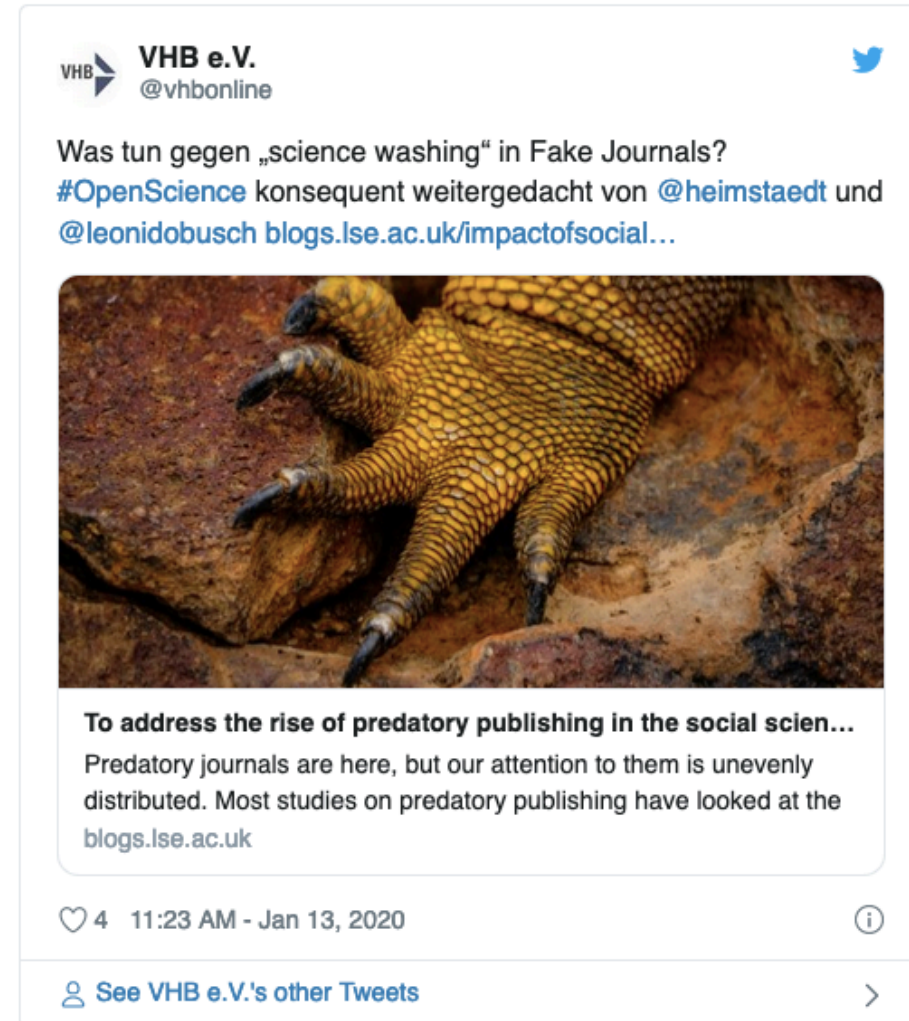 VHB
VHB e.V.
@vhbonline
Was tun gegen „science washing“ in Fake Journals?
#OpenScience konsequent weitergedacht von @heimstaedt und
@leonidobusch blogs.lse.ac.uk/impactofsocial…
To address the rise of predatory publishing in the social scien…
Predatory journals are here, but our attention to them is unevenly
distributed. Most studies on predatory publishing have looked at the
blogs.lse.ac.uk
4 11:23 AM - Jan 13, 2020
See VHB e.V.'s other Tweets